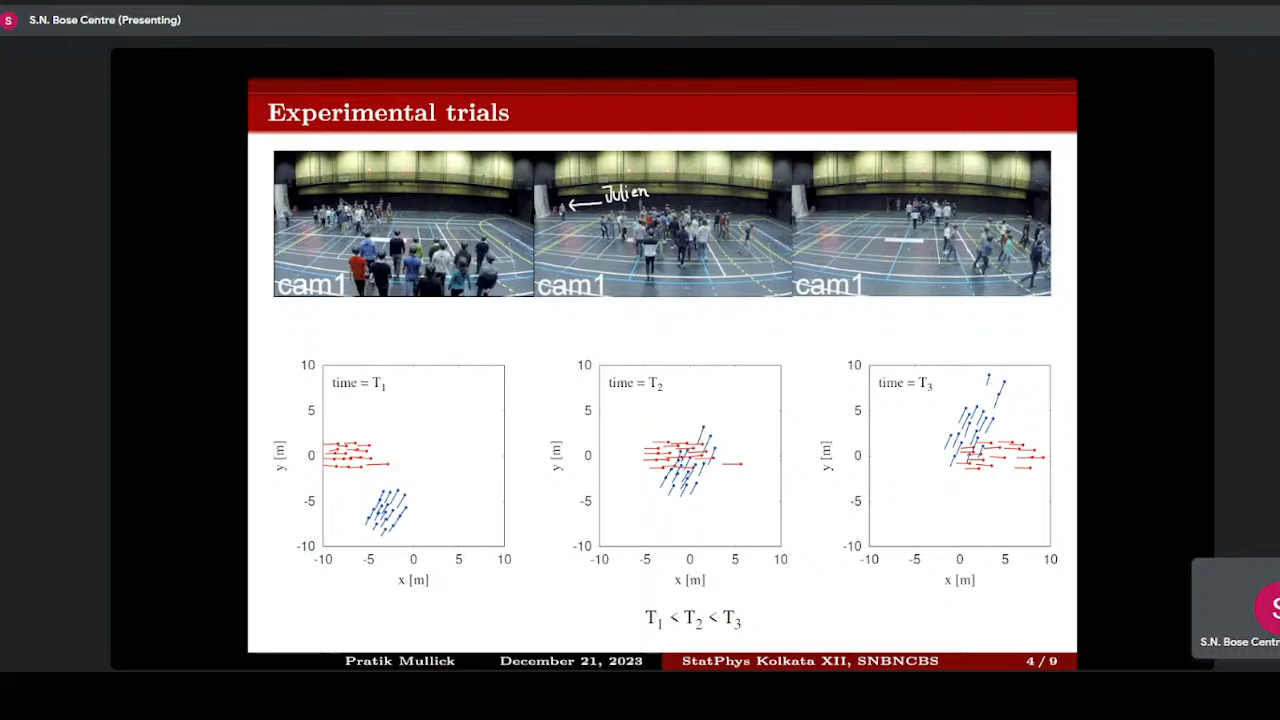 S
S.N. Bose Centre (Presenting)
Experimental trials
Julien
cam1
cam1
cam1
10
5
0
-5
-10
y [m]
time = T1
-10 -5 0 5 10
x [m]
10
5
0
-5
-10
y [m]
time = T2
-10 -5 0 5 10
x [m]
10
5
0
-5
-10
y [m]
time = T3
-10 -5 0 5 10
x [m]
T1 < T2 < T3
Pratik Mullick December 21, 2023 StatPhys Kolkata XII, SNBNCBS 4 / 9
S
S.N. Bose Centr